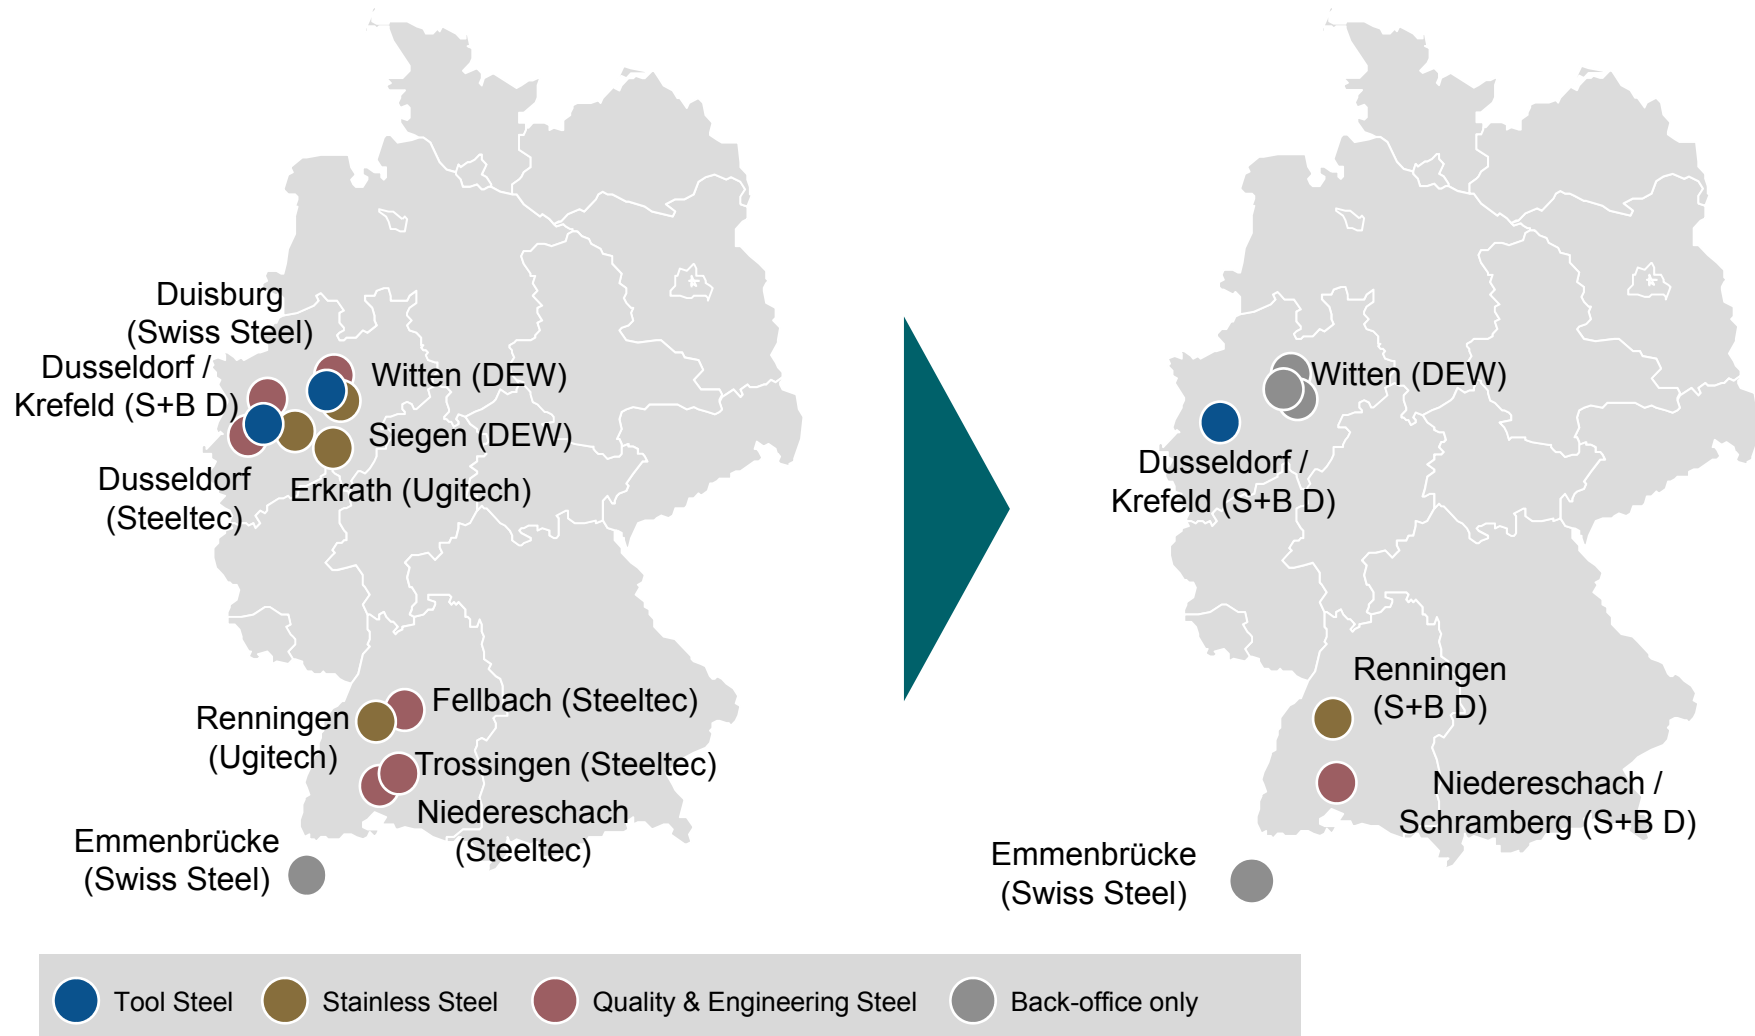 Duisburg
(Swiss Steel)
Dusseldorf /
Krefeld (S+B D)
Witten (DEW)
Siegen (DEW)
Dusseldorf
(Steeltec)
Erkrath (Ugitech)
Fellbach (Steeltec)
Renningen
(Ugitech)
Trossingen (Steeltec)
Niedereschach
(Steeltec)
Emmenbrücke
(Swiss Steel)
Witten (DEW)
Dusseldorf /
Krefeld (S+B D)
Renningen
(S+B D)
Niedereschach /
Schramberg (S+B D)
Emmenbrücke
(Swiss Steel)
Tool Steel
Stainless Steel
Quality & Engineering Steel
Back-office only